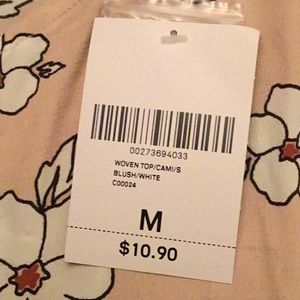 00273694033
WOVEN TOP/CAMI/S
BLUSH/WHITE
C00024
M
$10.90